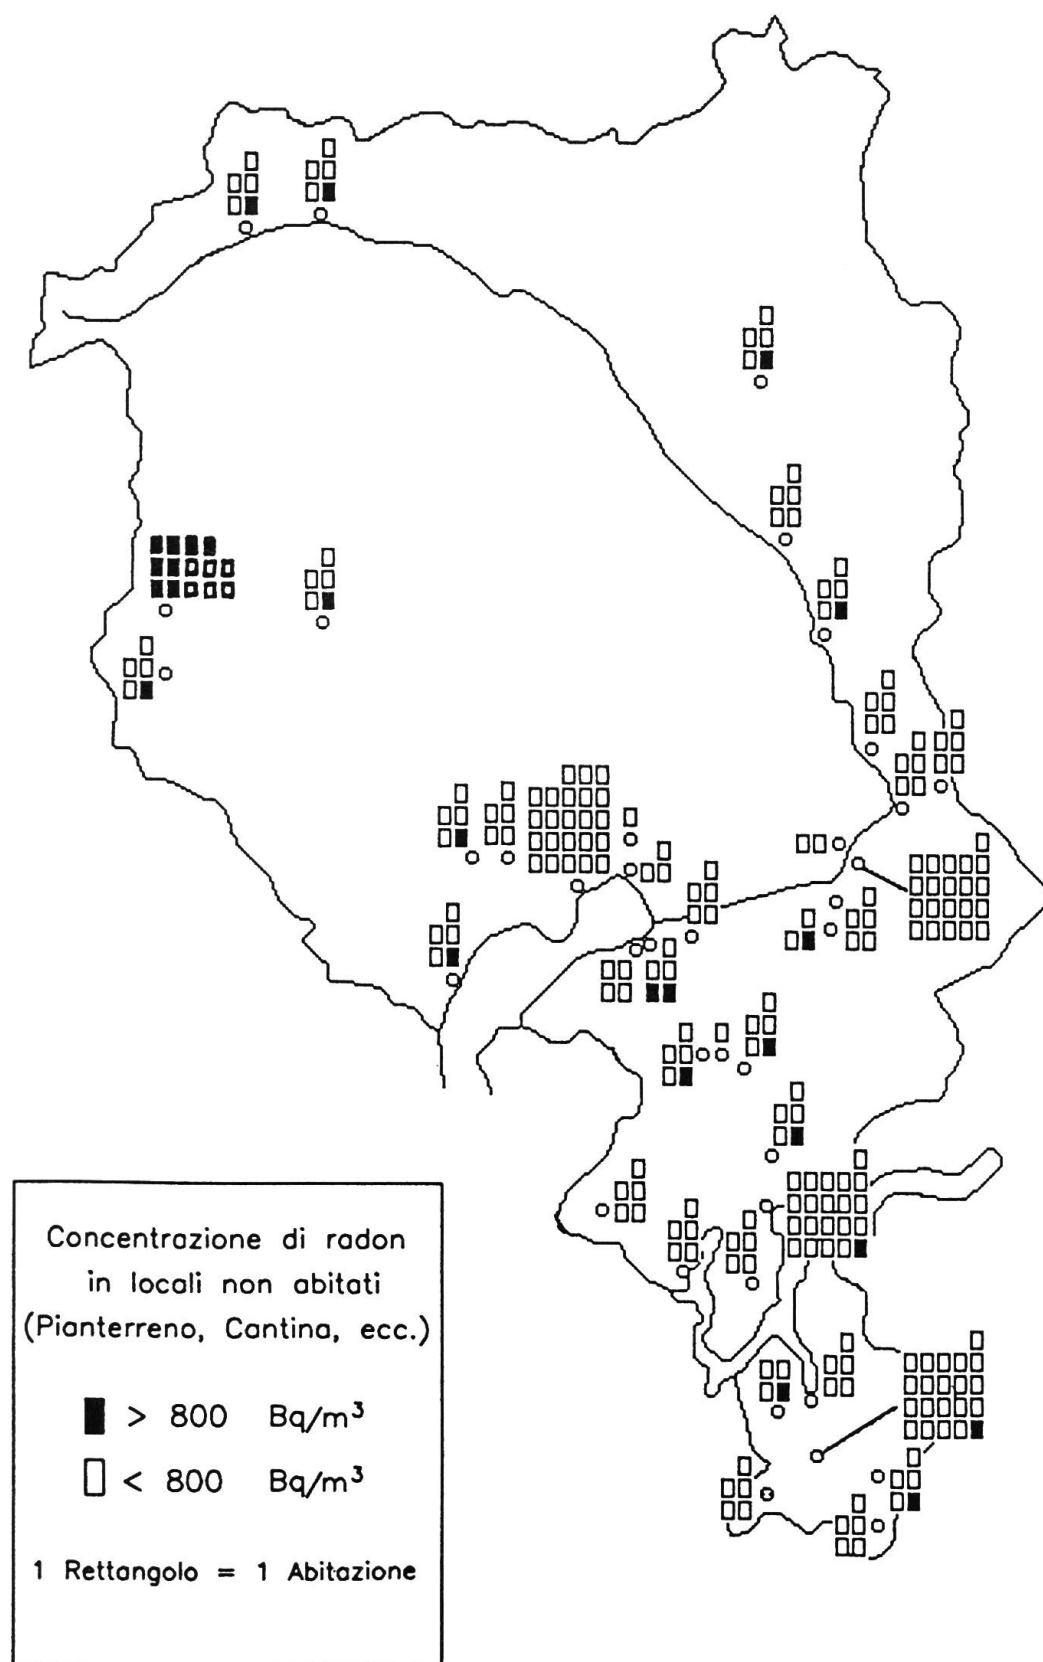 Concentrazione di radon
in locali non abitati
(Pianterreno, Cantina, ecc.)
> 800 Bq/m³
< 800 Bq/m³
1 Rettangolo = 1 Abitazione